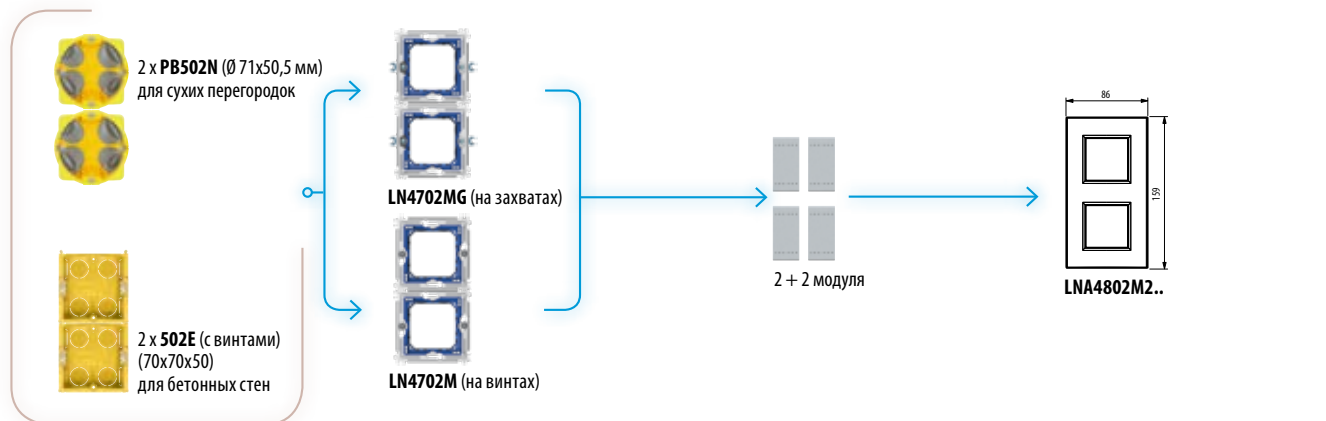 2 x PB502N (Ø 71x50,5 мм)
для сухих перегородок
2 x 502E (с винтами)
(70x70x50)
для бетонных стен
LN4702MG (на захватах)
LN4702M (на винтах)
2 + 2 модуля
86
159
LNA4802M2..